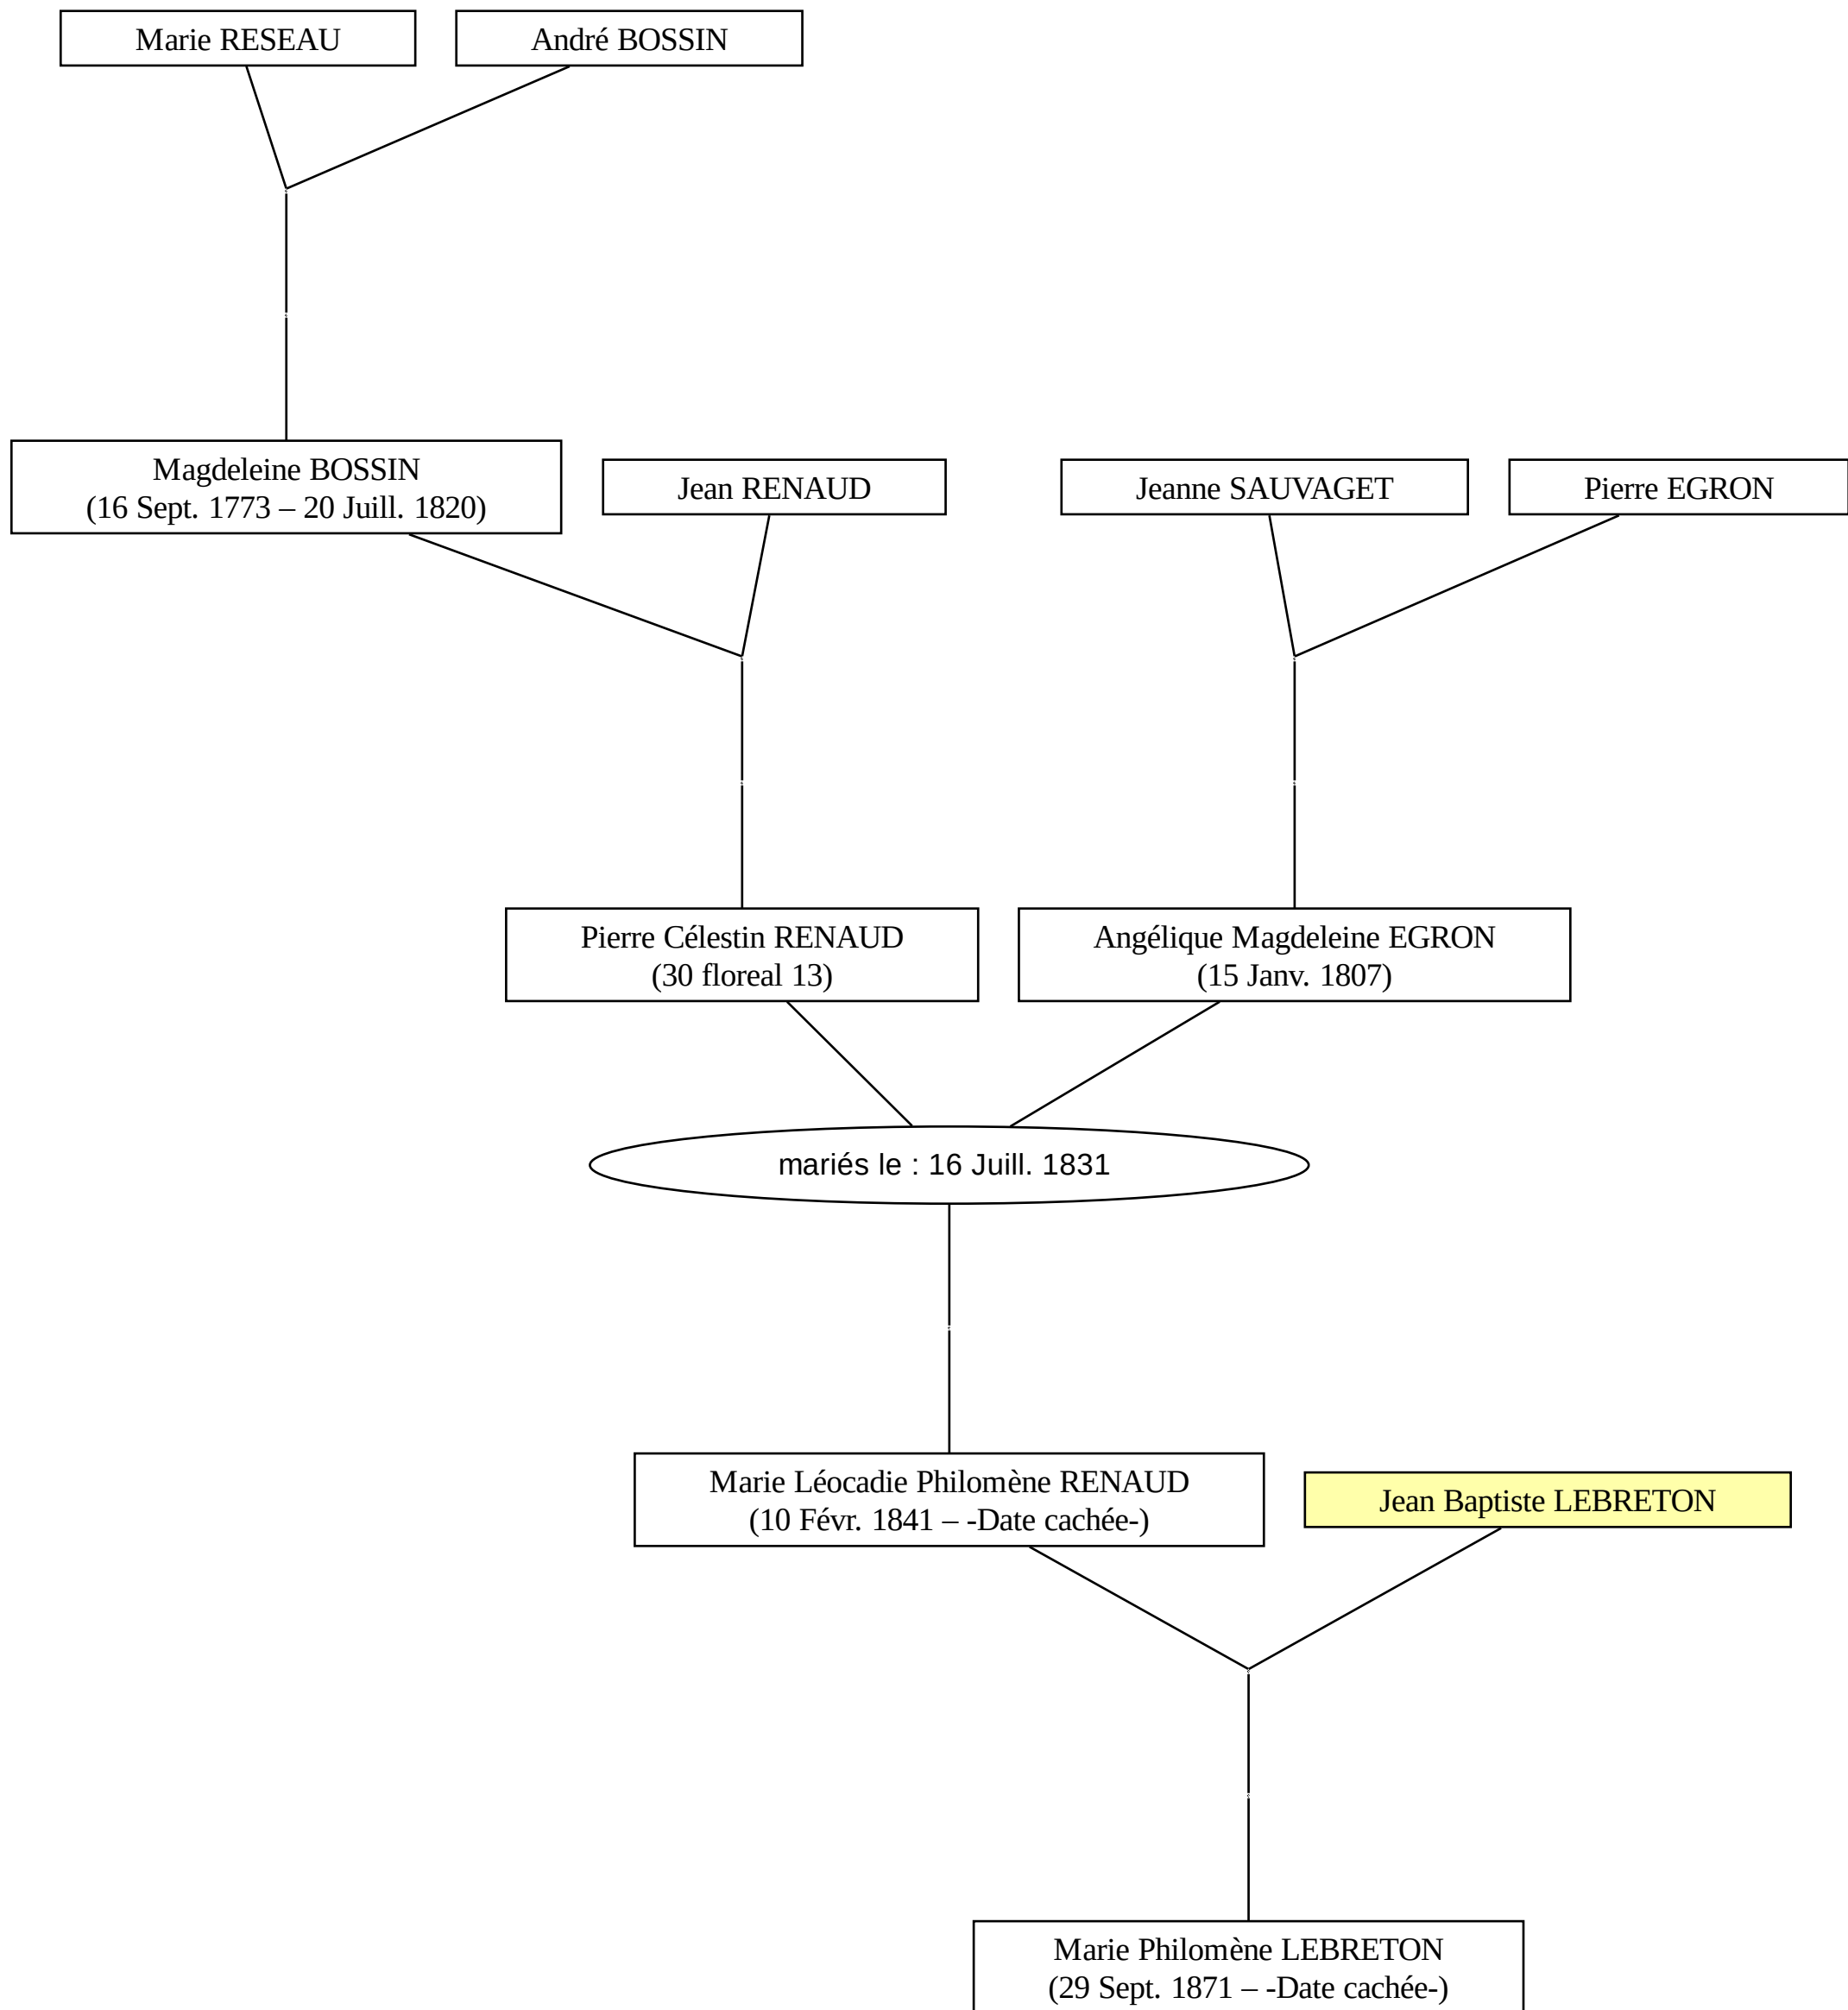 Marie RESEAU
André BOSSIN
Magdeleine BOSSIN
(16 Sept. 1773 – 20 Juill. 1820)
Jean RENAUD
Jeanne SAUVAGET
Pierre EGRON
Pierre Célestin RENAUD
(30 floreal 13)
Angélique Magdeleine EGRON
(15 Janv. 1807)
mariés le : 16 Juill. 1831
Marie Léocadie Philomène RENAUD
(10 Févr. 1841 – -Date cachée-)
Jean Baptiste LEBRETON
Marie Philomène LEBRETON
(29 Sept. 1871 – -Date cachée-)